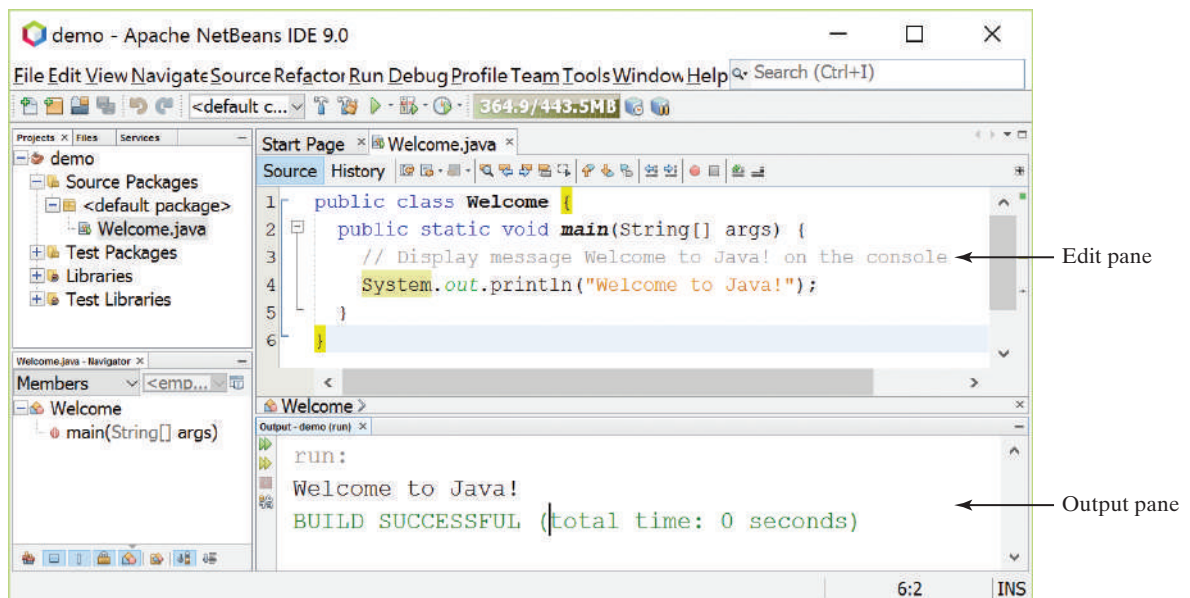 demo - Apache NetBeans IDE 9.0
File Edit View Navigate Source Refactor Run Debug Profile Team Tools Window Help Search (Ctrl+I)
<default c... 364.9/443.5MB
Projects Files Services
demo
Source Packages
<default package>
Welcome.java
Test Packages
Libraries
Test Libraries
Start Page Welcome.java
Source History
1 public class Welcome {
2 public static void main(String[] args) {
3 // Display message Welcome to Java! on the console
4 System.out.println("Welcome to Java!");
5 }
6 }
Edit pane
Welcome.java - Navigator
Members <emp...
Welcome
main(String[] args)
Welcome
Output - demo (run)
run:
Welcome to Java!
BUILD SUCCESSFUL (total time: 0 seconds)
Output pane
6:2 INS